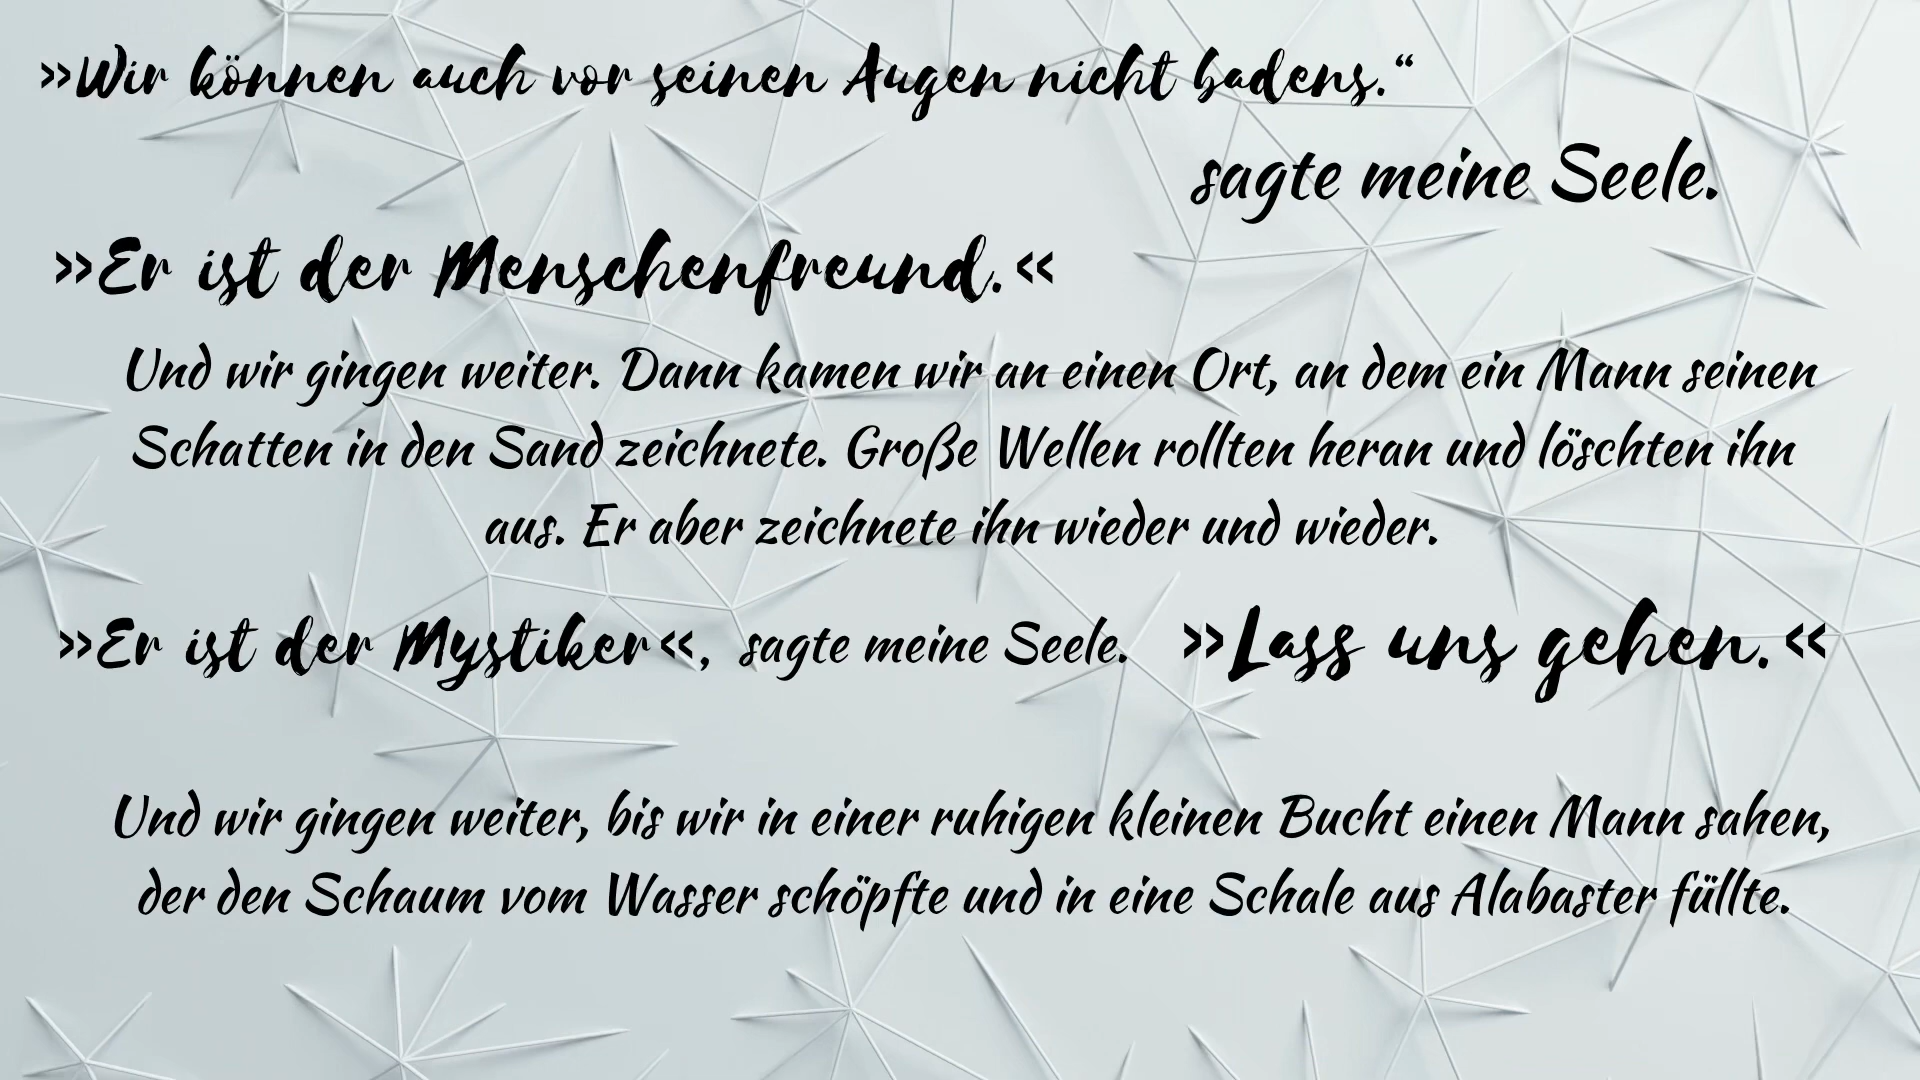 »Wir können auch vor seinen Augen nicht badens.“
sagte meine Seele.
»Er ist der Menschenfreund.«
Und wir gingen weiter. Dann kamen wir an einen Ort, an dem ein Mann seinen
Schatten in den Sand zeichnete. Große Wellen rollten heran und löschten ihn
aus. Er aber zeichnete ihn wieder und wieder.
»Er ist der Mystiker«, sagte meine Seele. »Lass uns gehen.«
Und wir gingen weiter, bis wir in einer ruhigen kleinen Bucht einen Mann sahen,
der den Schaum vom Wasser schöpfte und in eine Schale aus Alabaster füllte.